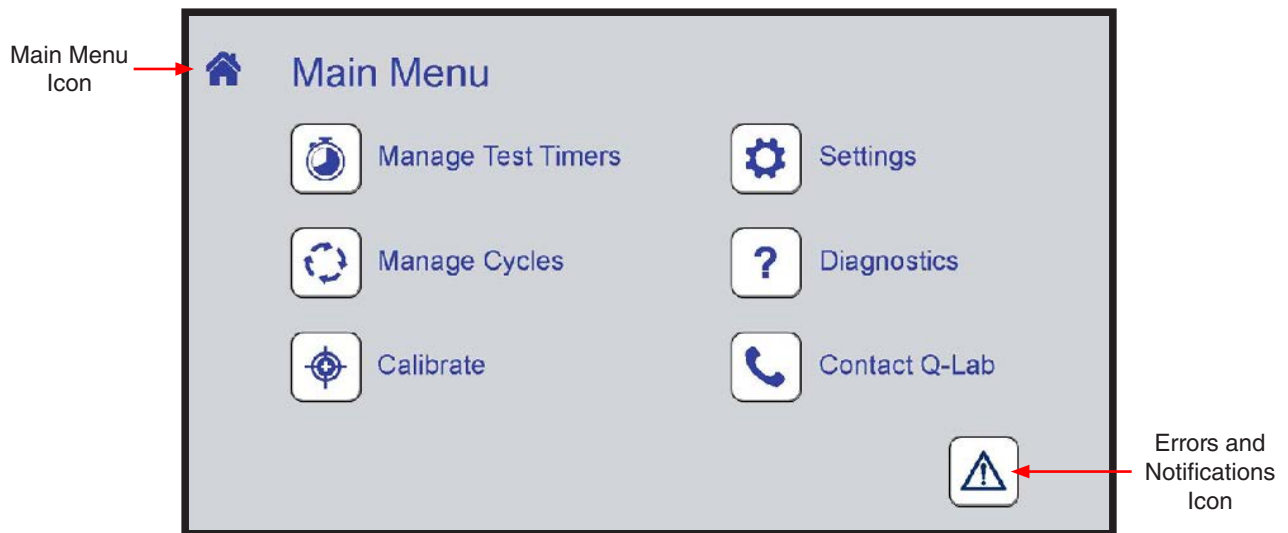 Main Menu
Icon
Main Menu
Manage Test Timers
Settings
Manage Cycles
?
Diagnostics
Calibrate
Contact Q-Lab
Errors and
Notifications
Icon